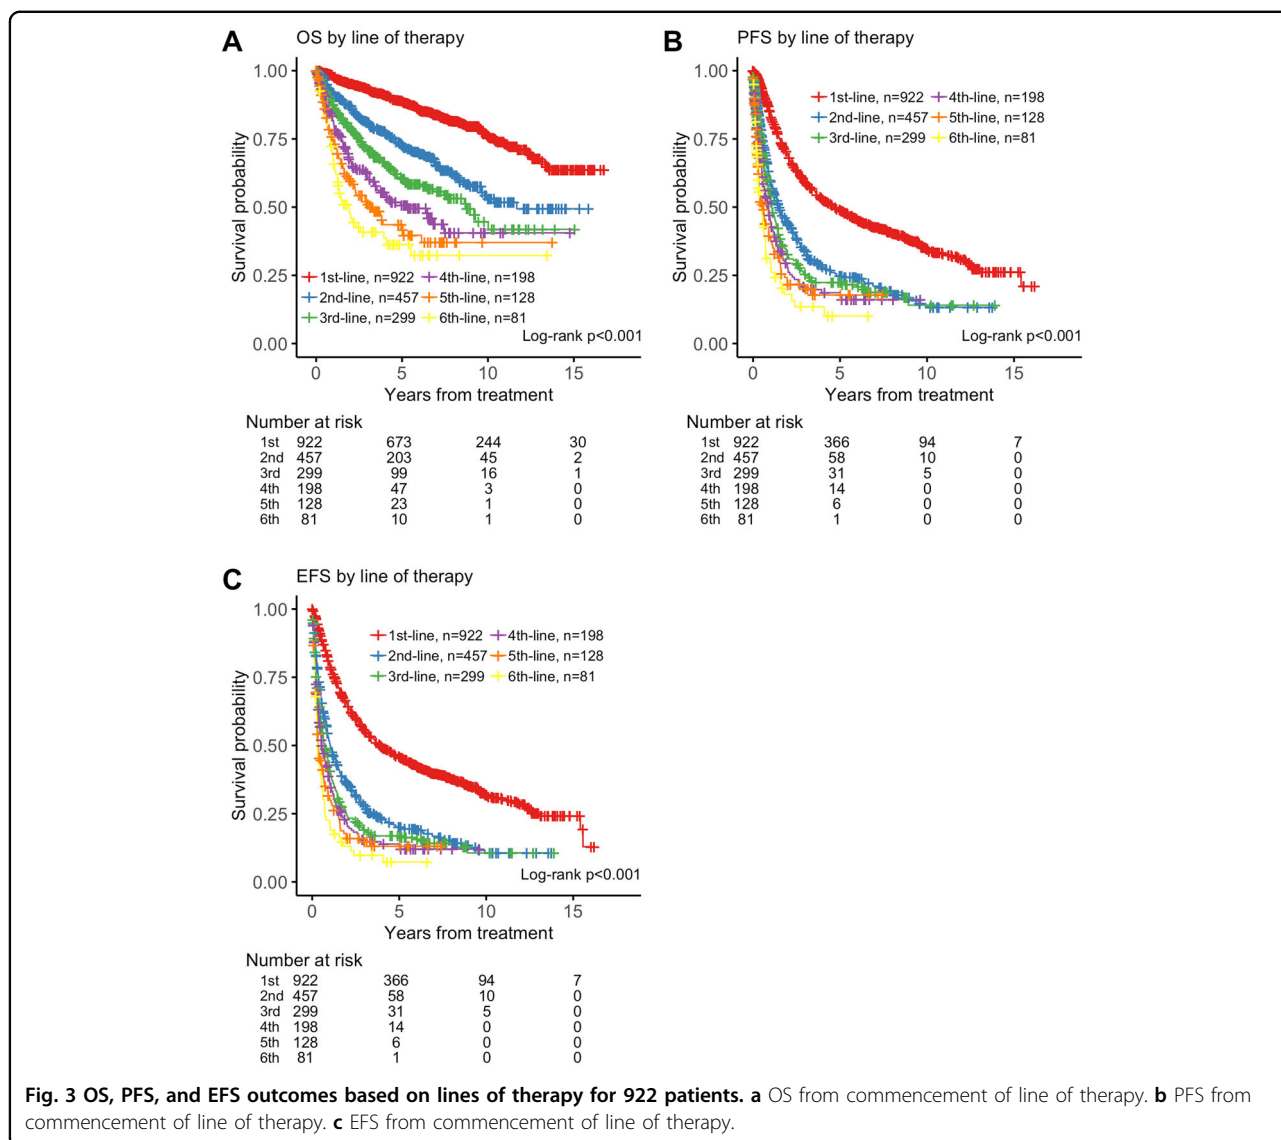 A OS by line of therapy
1.00
0.75
0.50
0.25
0.00
Survival probability
1st-line, n=922 4th-line, n=198
2nd-line, n=457 5th-line, n=128
3rd-line, n=299 6th-line, n=81
Log-rank p<0.001
0 5 10 15
Years from treatment
Number at risk
1st 922 673 244 30
2nd 457 203 45 2
3rd 299 99 16 1
4th 198 47 3 0
5th 128 23 1 0
6th 81 10 1 0
B PFS by line of therapy
1.00
0.75
0.50
0.25
0.00
Survival probability
1st-line, n=922 4th-line, n=198
2nd-line, n=457 5th-line, n=128
3rd-line, n=299 6th-line, n=81
Log-rank p<0.001
0 5 10 15
Years from treatment
Number at risk
1st 922 366 94 7
2nd 457 58 10 0
3rd 299 31 5 0
4th 198 14 0 0
5th 128 6 0 0
6th 81 1 0 0
C EFS by line of therapy
1.00
0.75
0.50
0.25
0.00
Survival probability
1st-line, n=922 4th-line, n=198
2nd-line, n=457 5th-line, n=128
3rd-line, n=299 6th-line, n=81
Log-rank p<0.001
0 5 10 15
Years from treatment
Number at risk
1st 922 366 94 7
2nd 457 58 10 0
3rd 299 31 5 0
4th 198 14 0 0
5th 128 6 0 0
6th 81 1 0 0
Fig. 3 OS, PFS, and EFS outcomes based on lines of therapy for 922 patients. a OS from commencement of line of therapy. b PFS from
commencement of line of therapy. c EFS from commencement of line of therapy.